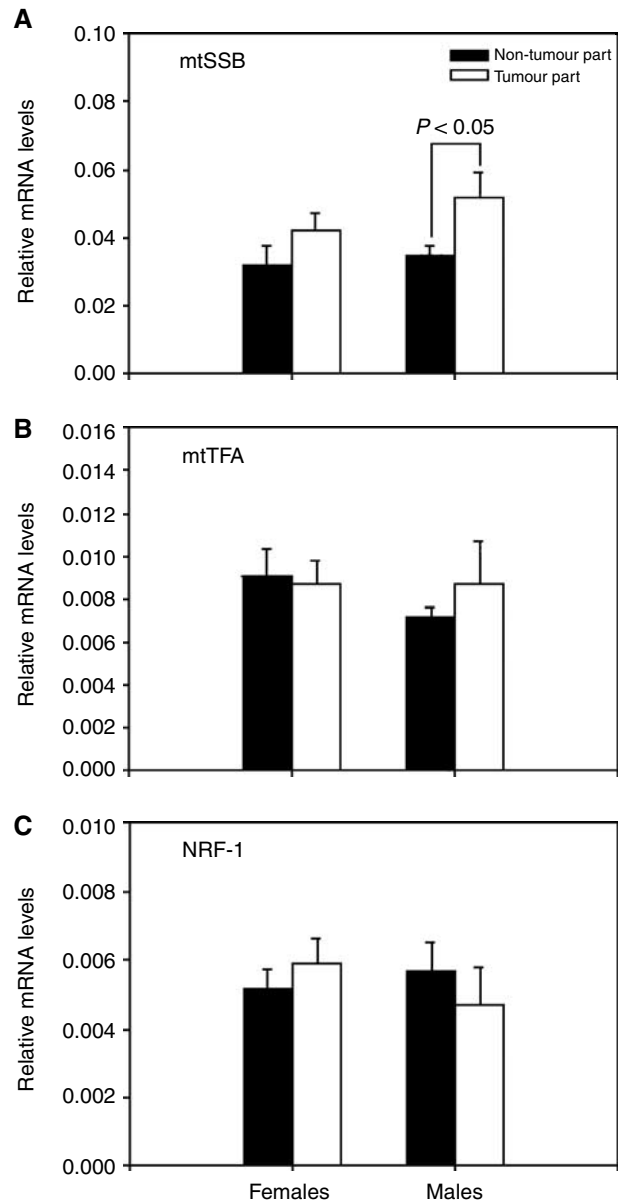 A
mtSSB
Non-tumour part
Tumour part
P < 0.05
Relative mRNA levels
0.10
0.08
0.06
0.04
0.02
0.00
B
mtTFA
Relative mRNA levels
0.016
0.014
0.012
0.010
0.008
0.006
0.004
0.002
0.000
C
NRF-1
Relative mRNA levels
0.010
0.008
0.006
0.004
0.002
0.000
Females
Males